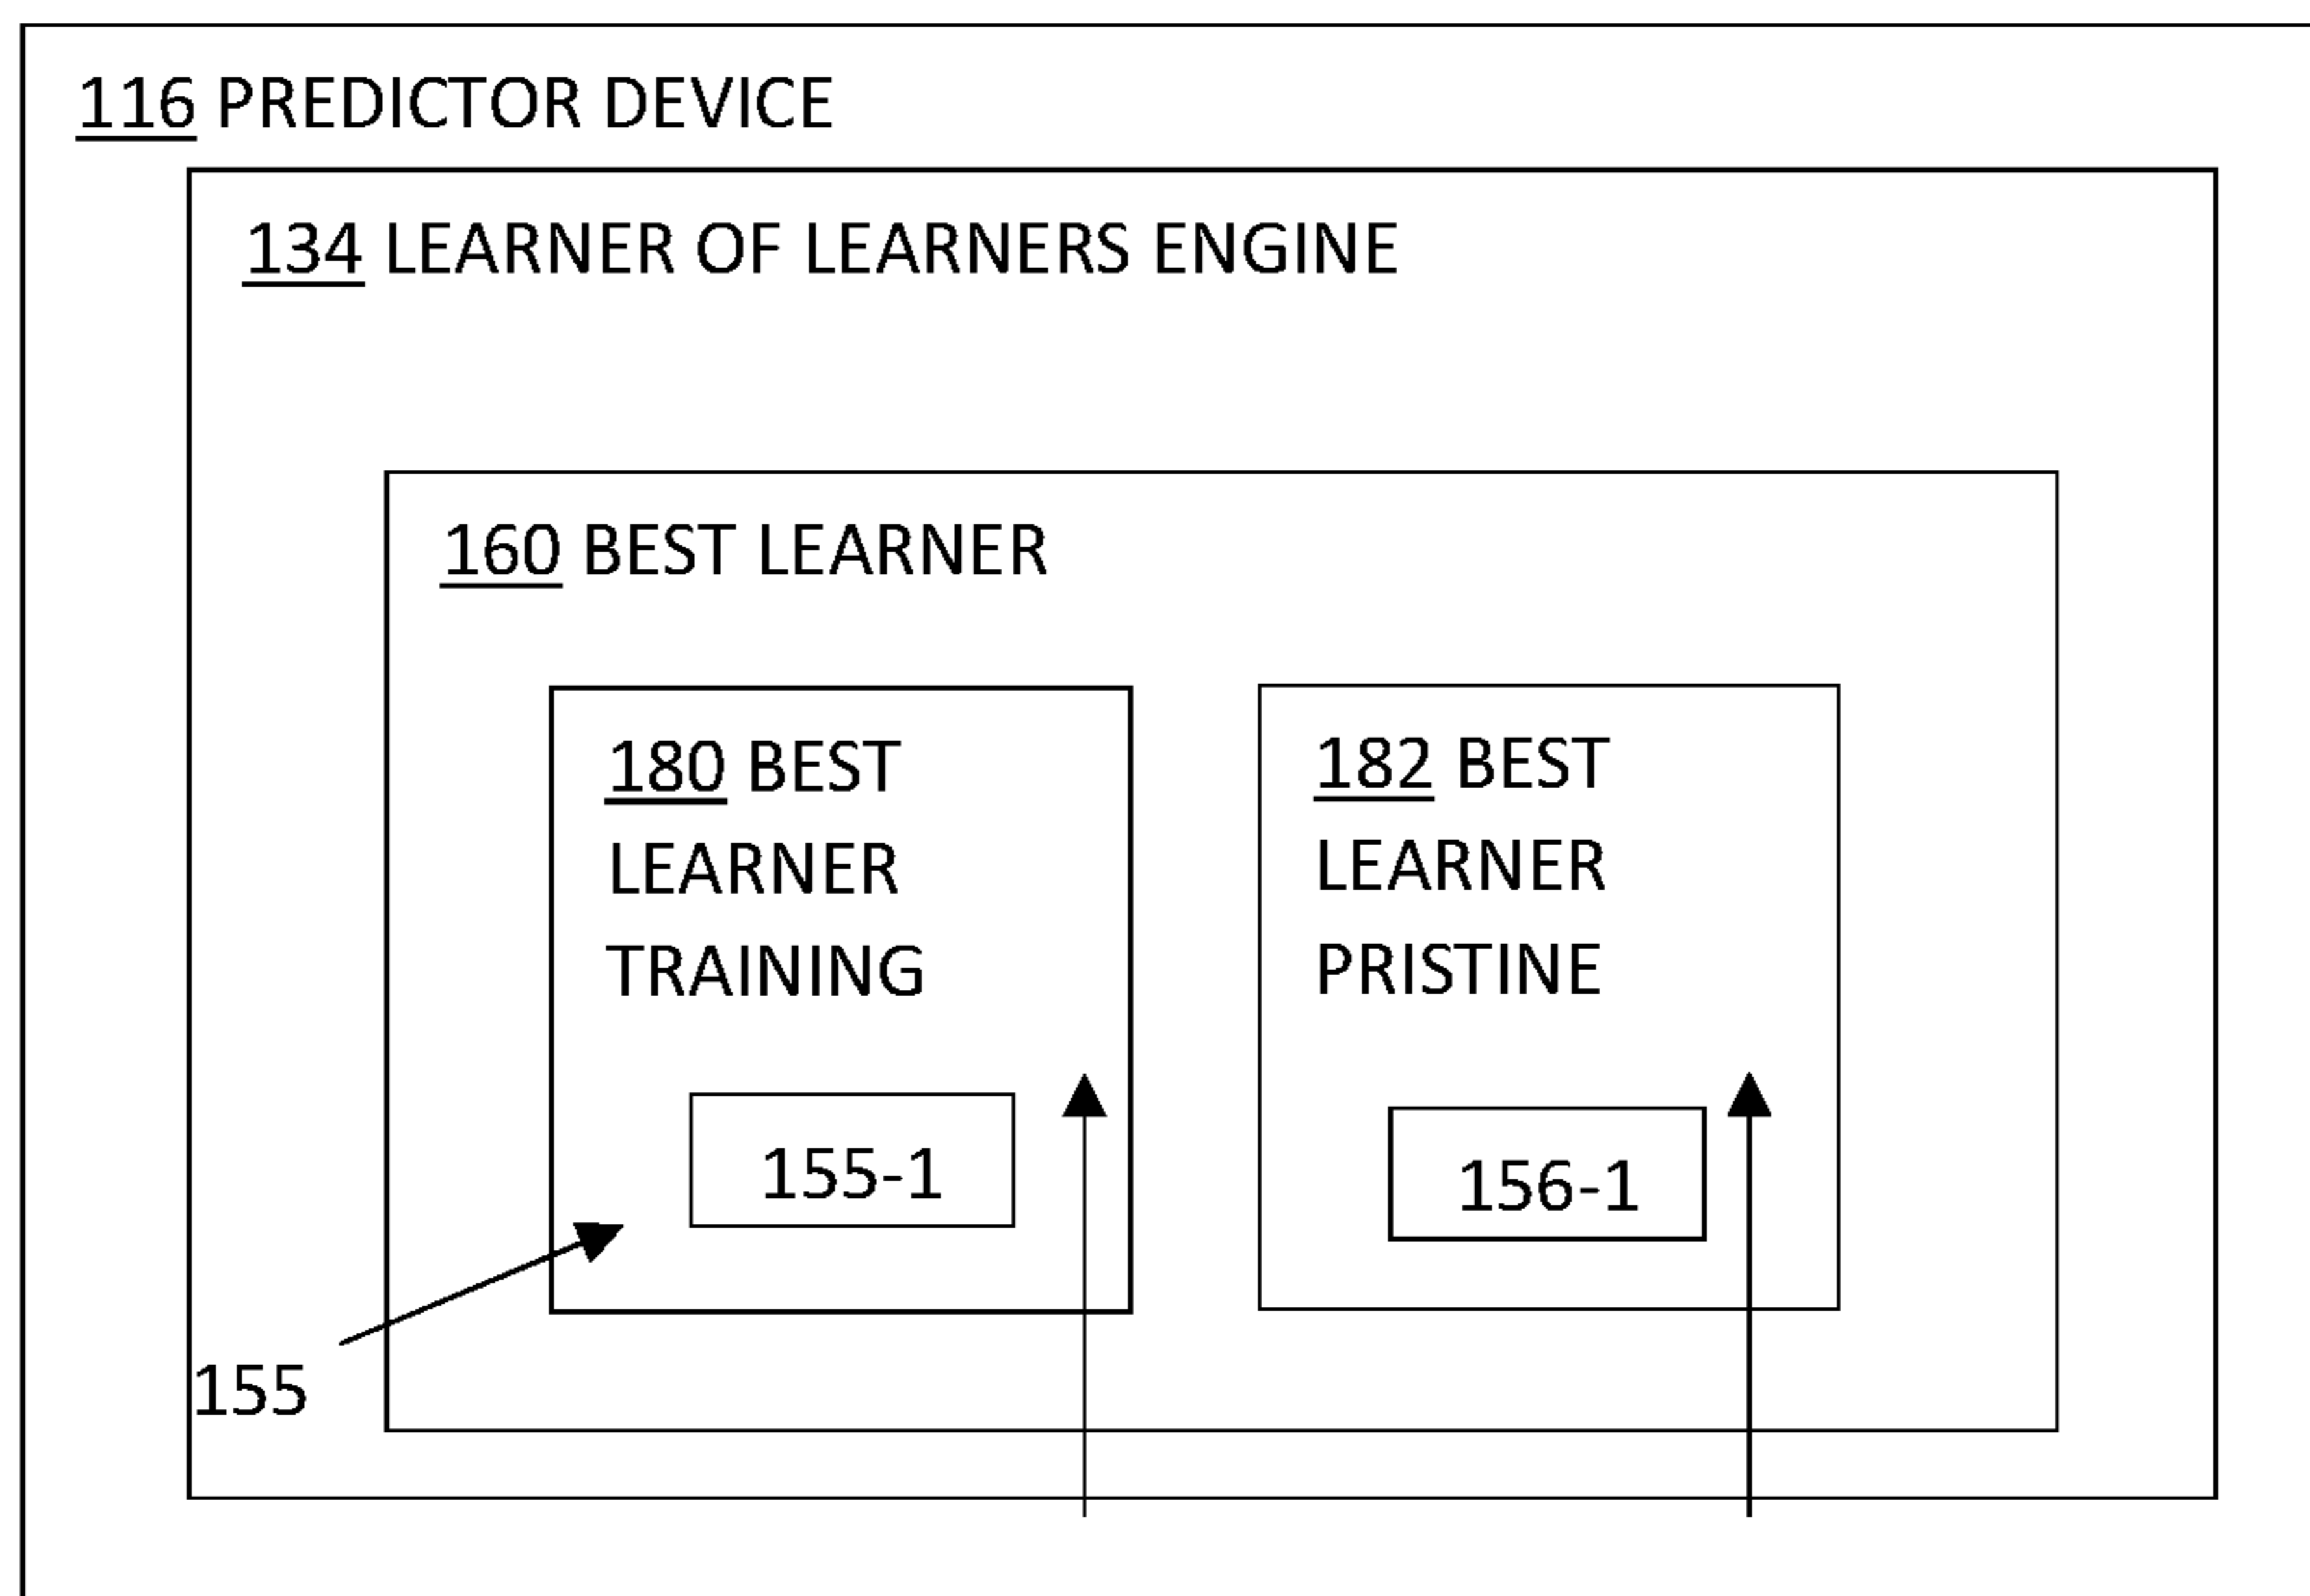 116 PREDICTOR DEVICE
134 LEARNER OF LEARNERS ENGINE
160 BEST LEARNER
180 BEST
LEARNER
TRAINING
155-1
182 BEST
LEARNER
PRISTINE
156-1
155